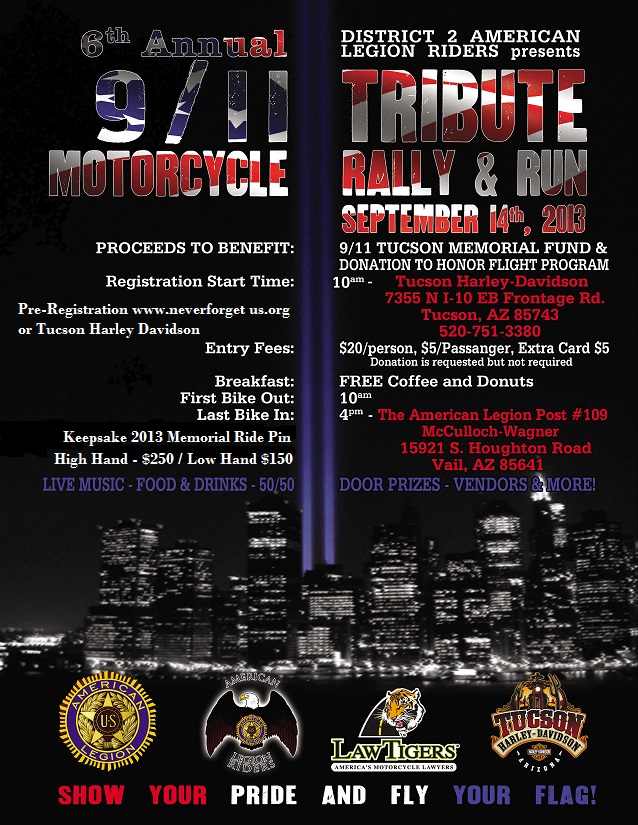 6th Annual
9/11
MOTORCYCLE
DISTRICT 2 AMERICAN
LEGION RIDERS presents
TRIBUTE
RALLY & RUN
SEPTEMBER 14th, 2013
PROCEEDS TO BENEFIT: 9/11 TUCSON MEMORIAL FUND &
DONATION TO HONOR FLIGHT PROGRAM
Registration Start Time: 10am - Tucson Harley-Davidson
7355 N I-10 EB Frontage Rd.
Tucson, AZ 85743
520-751-3380
Pre-Registration www.neverforget us.org
or Tucson Harley Davidson
Entry Fees: $20/person, $5/Passanger, Extra Card $5
Donation is requested but not required
Breakfast: FREE Coffee and Donuts
First Bike Out: 10am
Last Bike In: 4pm - The American Legion Post #109
McCulloch-Wagner
15921 S. Houghton Road
Vail, AZ 85641
Keepsake 2013 Memorial Ride Pin
High Hand - $250 / Low Hand $150
LIVE MUSIC - FOOD & DRINKS - 50/50 DOOR PRIZES - VENDORS & MORE!
AMERICAN
US
LEGION
AMERICAN
LEGION
RIDERS
LAWTIGERS
AMERICA'S MOTORCYCLE LAWYERS
TUCSON
HARLEY-DAVIDSON
ARIZONA
SHOW YOUR PRIDE AND FLY YOUR FLAG!